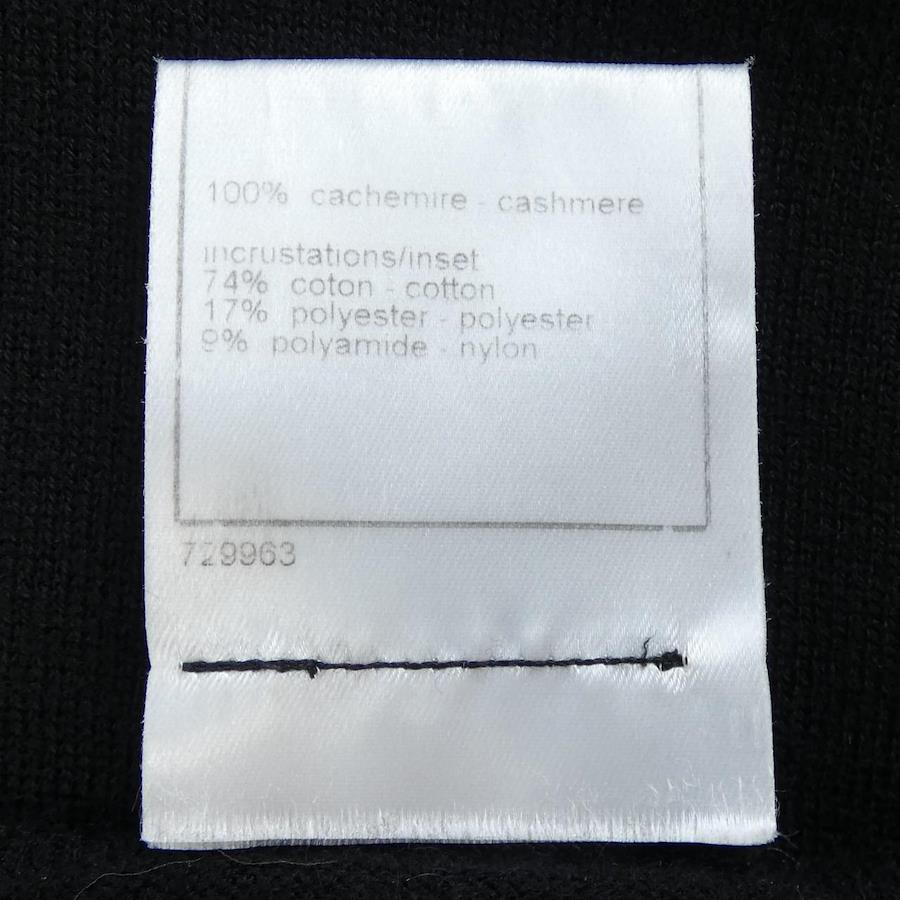 100% cachemire - cashmere
incrustations/inset
74% coton - cotton
17% polyester - polyester
9% polyamide - nylon
729963